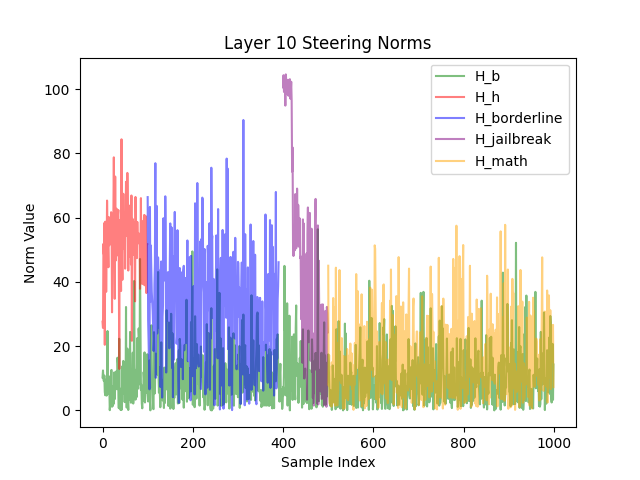 Layer 10 Steering Norms
H_b
H_h
H_borderline
H_jailbreak
H_math
100
80
60
40
20
0
Norm Value
0
200
400
600
800
1000
Sample Index